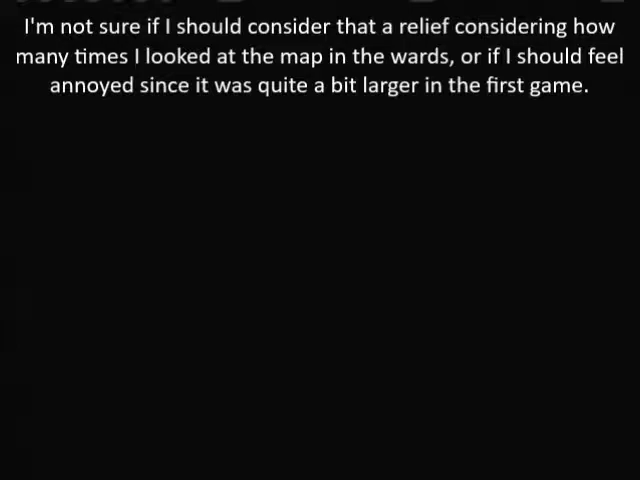 I'm not sure if I should consider that a relief considering how
many times I looked at the map in the wards, or if I should feel
annoyed since it was quite a bit larger in the first game.